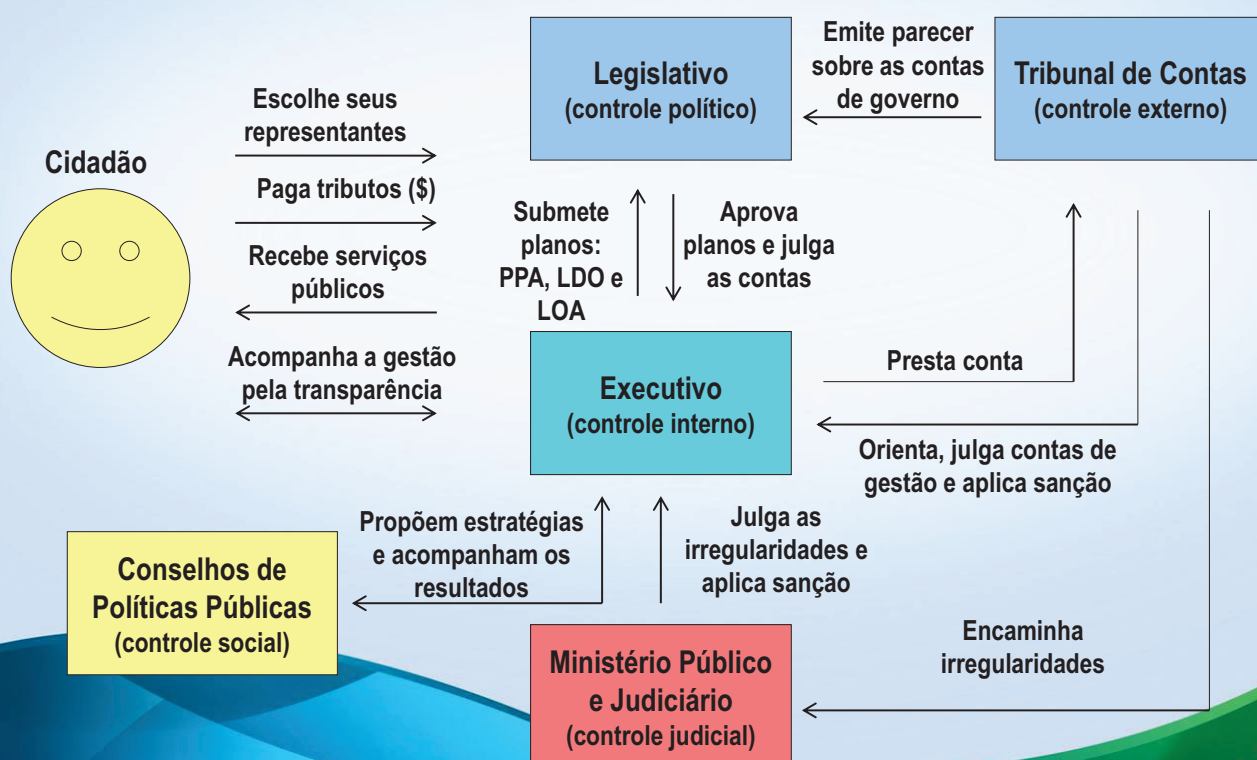 Cidadão
Escolhe seus
representantes
Paga tributos ($)
Recebe serviços
públicos
Acompanha a gestão
pela transparência
Legislativo
(controle político)
Emite parecer
sobre as contas
de governo
Tribunal de Contas
(controle externo)
Submete
planos:
PPA, LDO e
LOA
Aprova
planos e julga
as contas
Executivo
(controle interno)
Presta conta
Orienta, julga contas de
gestão e aplica sanção
Propõem estratégias
e acompanham os
resultados
Julga as
irregularidades e
aplica sanção
Conselhos de
Políticas Públicas
(controle social)
Ministério Público
e Judiciário
(controle judicial)
Encaminha
irregularidades